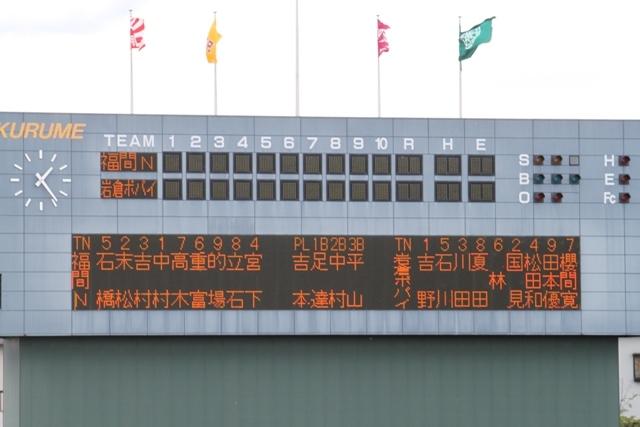 KURUME
TEAM 1 2 3 4 5 6 7 8 9 10 R H E
福間N
岩倉ボパイ
S H
B E
O Fc
TN 5 2 3 1 7 6 9 8 4 PL 1B 2B 3B TN 1 5 3 8 6 2 4 9 7
福間N 石橋 末松 吉村 中村 高木 重富 的場 立石 宮下 吉本 足達 中村 平山 岩倉ボパイ 吉野 石川 川田 夏田 林 国見 松田和 田本優 櫻間寛